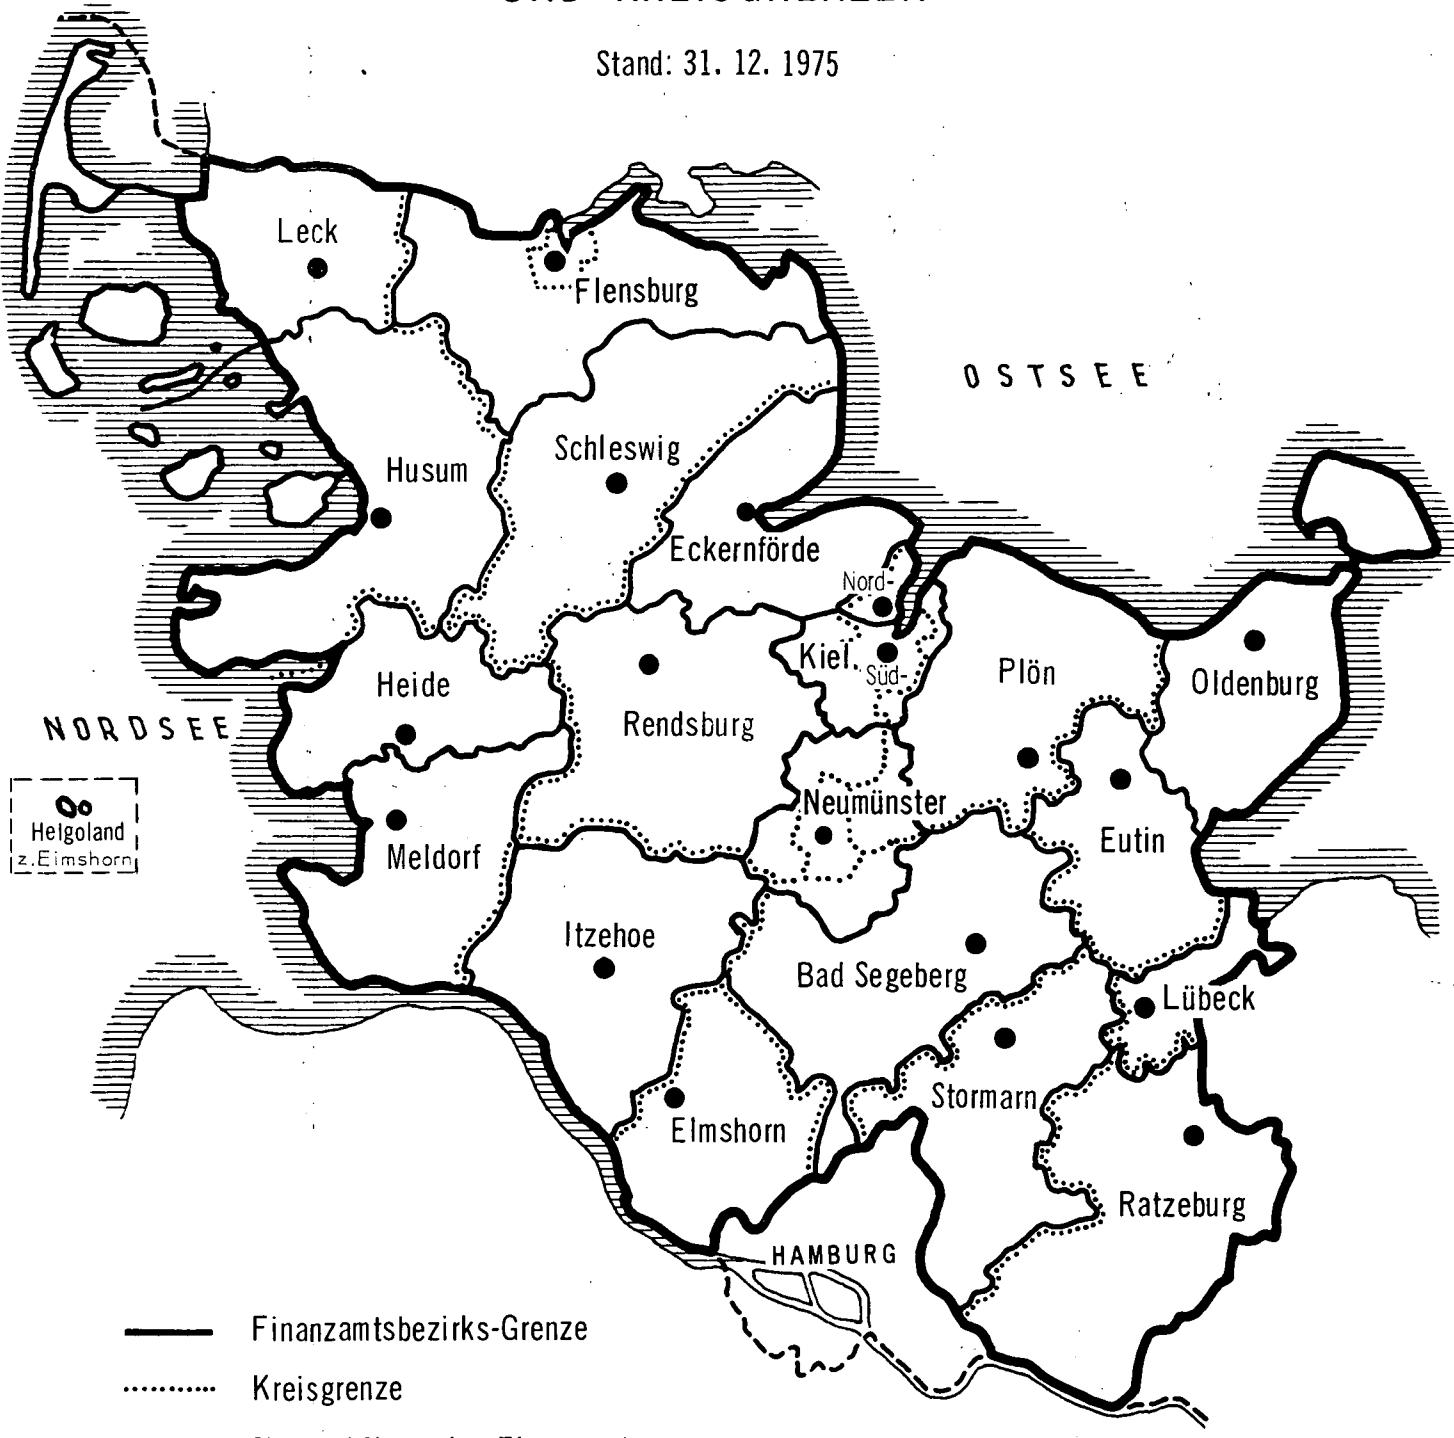 Stand: 31. 12. 1975
Leck
Flensburg
OSTSEE
Schleswig
Husum
Eckernförde
Nord-
Kiel
Süd-
Plön
Oldenburg
Heide
NORDSEE
Rendsburg
Helgoland
z.Elmshorn
Neumünster
Eutin
Meldorf
Itzehoe
Bad Segeberg
Lübeck
Stormarn
Elmshorn
Ratzeburg
HAMBURG
Finanzamtsbezirks-Grenze
Kreisgrenze